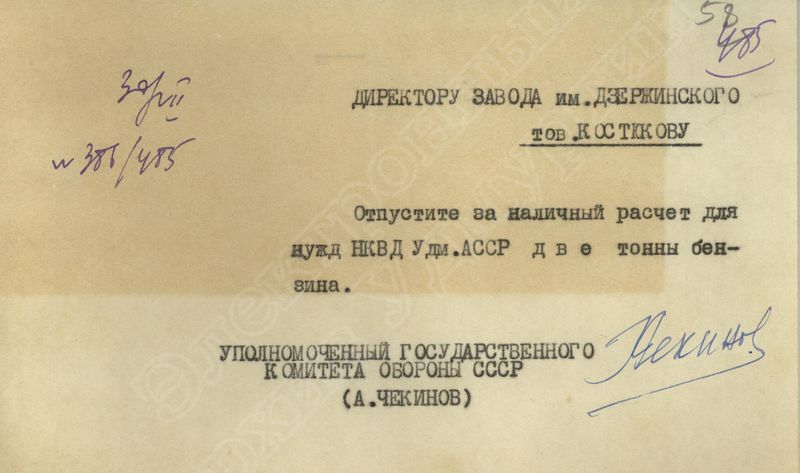 58
485
30/VII
№ 386/485
ДИРЕКТОРУ ЗАВОДА им.ДЗЕРЖИНСКОГО
тов.КОСТЮКОВУ
Отпустите за наличный расчет для
нужд НКВД Удм.АССР д в е тонны бен-
зина.
УПОЛНОМОЧЕННЫЙ ГОСУДАРСТВЕННОГО
КОМИТЕТА ОБОРОНЫ СССР
(А.ЧЕКИНОВ)
Чекинов